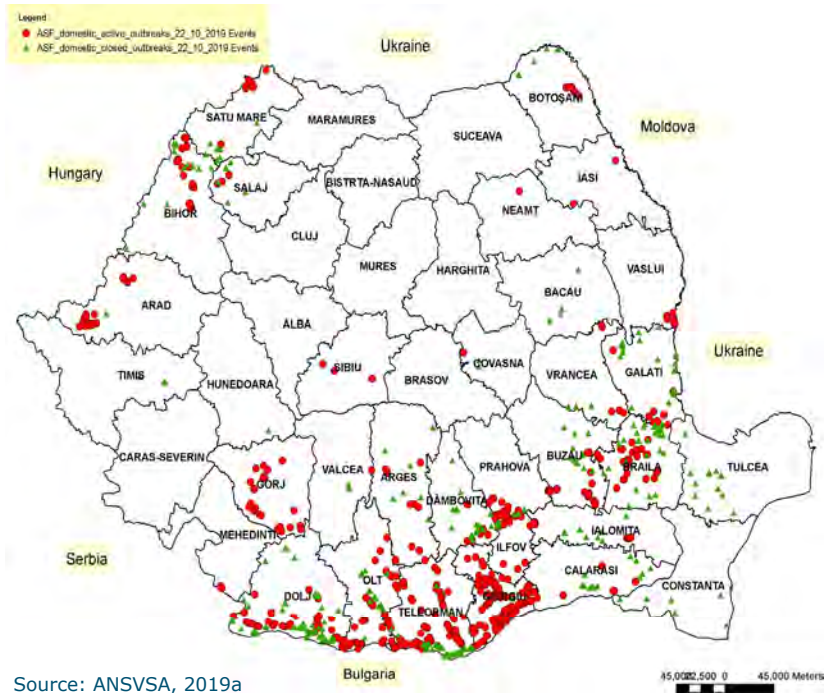 Legend
ASF_domestic_active_outbreaks_22_10_2019 Events
ASF_domestic_closed_outbreaks_22_10_2019 Events
Ukraine
BOTOȘANI
SATU MARE
MARAMURES
SUCEAVA
Moldova
Hungary
SALAJ
BISTRTA-NASAUD
IASI
NEAMT
BIHOR
CLUJ
MURES
HARGHITA
VASLUI
BACAU
ARAD
ALBA
Ukraine
SIBIU
COVASNA
TIMIS
HUNEDOARA
BRASOV
VRANCEA
GALATI
CARAS-SEVERIN
VALCEA
ARGES
PRAHOVA
BUZAU
BRAILA
TULCEA
GORJ
DAMBOVITA
MEHEDINTI
IALOMITA
ILFOV
Serbia
CALARASI
CONSTANTA
OLT
DOLJ
TELEORMAN
GIURGIU
Bulgaria
Source: ANSVSA, 2019a
0 45,000 Meters